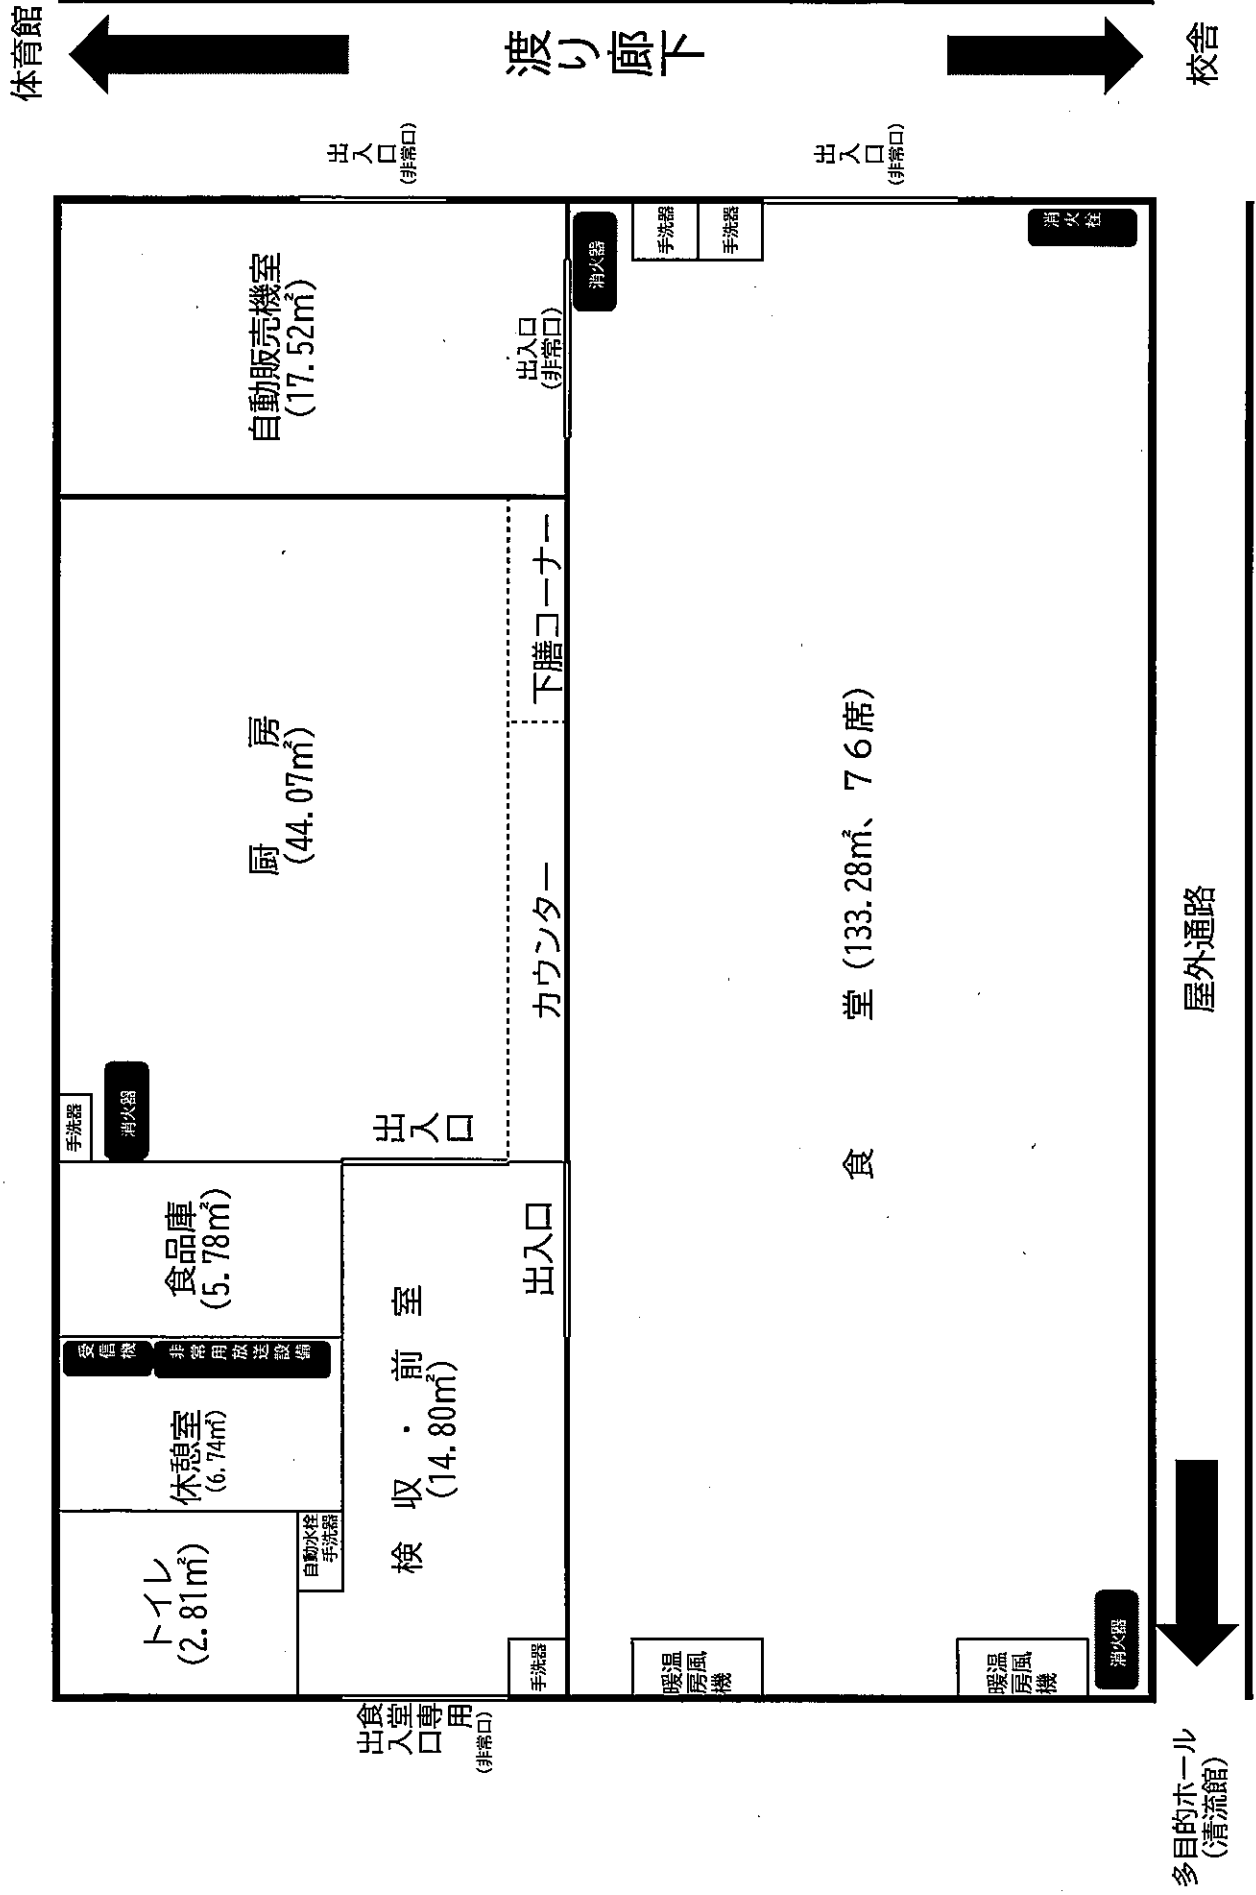 体育館
渡り廊下
校舎
出入口
(非常口)
出入口
(非常口)
トイレ
(2.81㎡)
休憩室
(6.74㎡)
受信機
非常用放送設備
食品庫
(5.78㎡)
手洗器
消火器
厨房
(44.07㎡)
自動販売機室
(17.52㎡)
自動水栓
手洗器
検収・前室
(14.80㎡)
出入口
出入口
カウンター
下膳コーナー
出入口
(非常口)
食堂専用
出入口
(非常口)
手洗器
消火器
手洗器
手洗器
消火栓
温風
暖房機
温風
暖房機
消火器
食堂(133.28㎡、76席)
屋外通路
多目的ホール
(清流館)